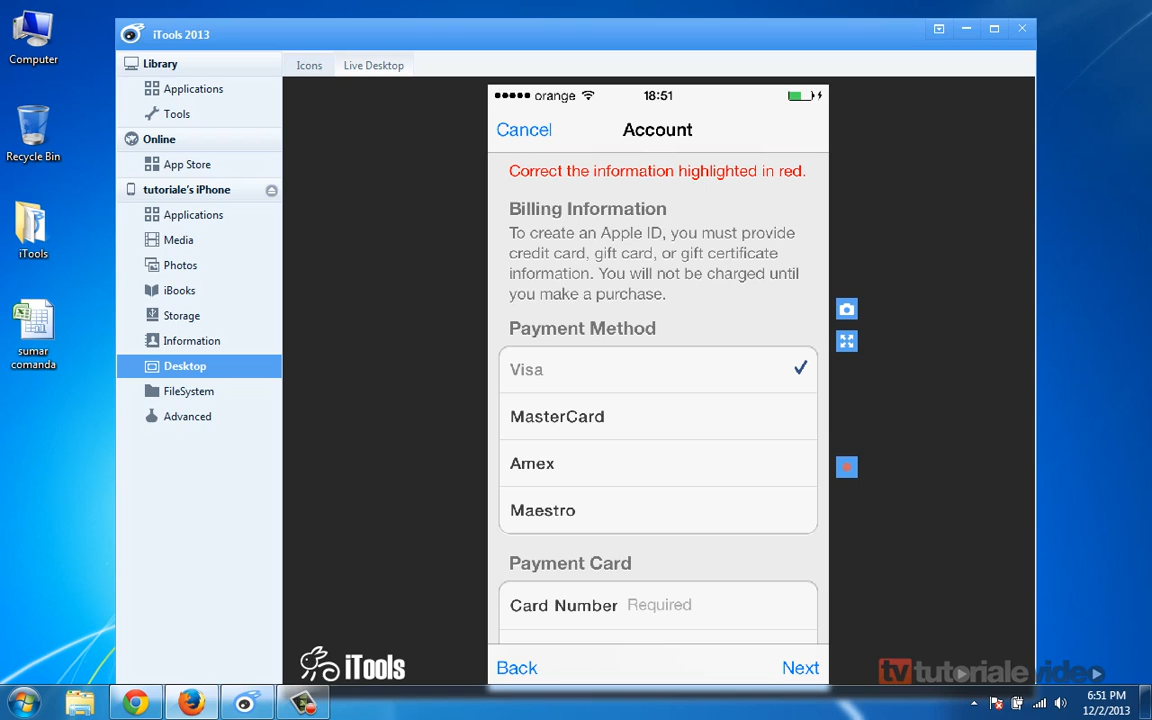 Computer
Recycle Bin
iTools
sumar
comanda
iTools 2013
Library
Applications
Tools
Online
App Store
tutoriale's iPhone
Applications
Media
Photos
iBooks
Storage
Information
Desktop
FileSystem
Advanced
Icons
Live Desktop
orange
18:51
Cancel
Account
Correct the information highlighted in red.
Billing Information
To create an Apple ID, you must provide
credit card, gift card, or gift certificate
information. You will not be charged until
you make a purchase.
Payment Method
Visa
MasterCard
Amex
Maestro
Payment Card
Card Number Required
Back
Next
iTools
tv tutoriale video
6:51 PM
12/2/2013